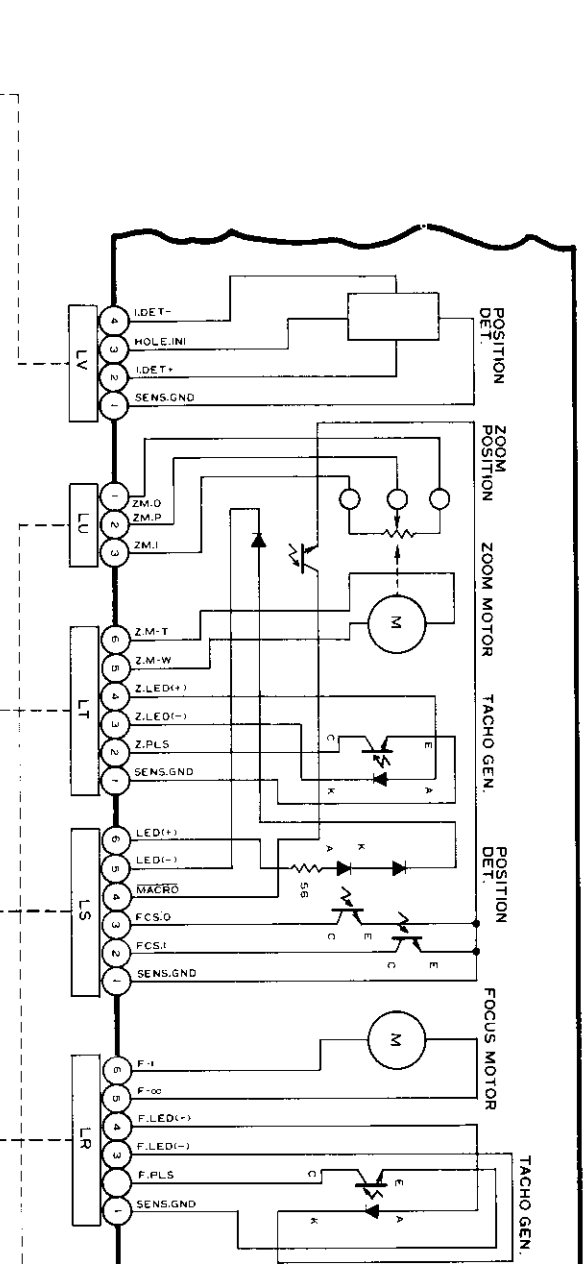 POSITION
DET.
LV
4 I.DET-
3 HOLE.INI
2 I.DET+
1 SENS.GND
ZOOM
POSITION
LU
1 ZM.O
2 ZM.P
3 ZM.I
ZOOM MOTOR
M
LT
6 Z.M-T
5 Z.M-W
4 Z.LED(+)
3 Z.LED(-)
2 Z.PLS
1 SENS.GND
TACHO GEN.
C
E
K
A
LS
6 LED(+)
5 LED(-)
4 MACRO
3 FCS.O
2 FCS.I
1 SENS.GND
POSITION
DET.
A
K
56
C
E
C
E
FOCUS MOTOR
M
LR
6
5 F-∞
4
3 F.LED(-)
F.PLS
1 SENS.GND
TACHO GEN.
C
E
K
A